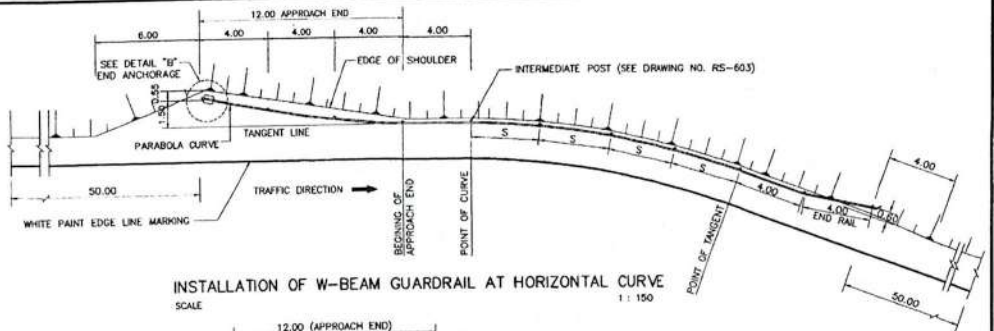 12.00 APPROACH END
6.00
4.00
4.00
4.00
4.00
SEE DETAIL "B"
END ANCHORAGE
EDGE OF SHOULDER
INTERMEDIATE POST (SEE DRAWING NO. RS-603)
0.55
1.50
TANGENT LINE
PARABOLA CURVE
S
S
S
S
4.00
4.00
END RAIL
0.60
4.00
50.00
TRAFFIC DIRECTION
WHITE PAINT EDGE LINE MARKING
BEGINING OF
APPROACH END
POINT OF CURVE
POINT OF TANGENT
50.00
INSTALLATION OF W-BEAM GUARDRAIL AT HORIZONTAL CURVE
SCALE
1 : 150
12.00 (APPROACH END)